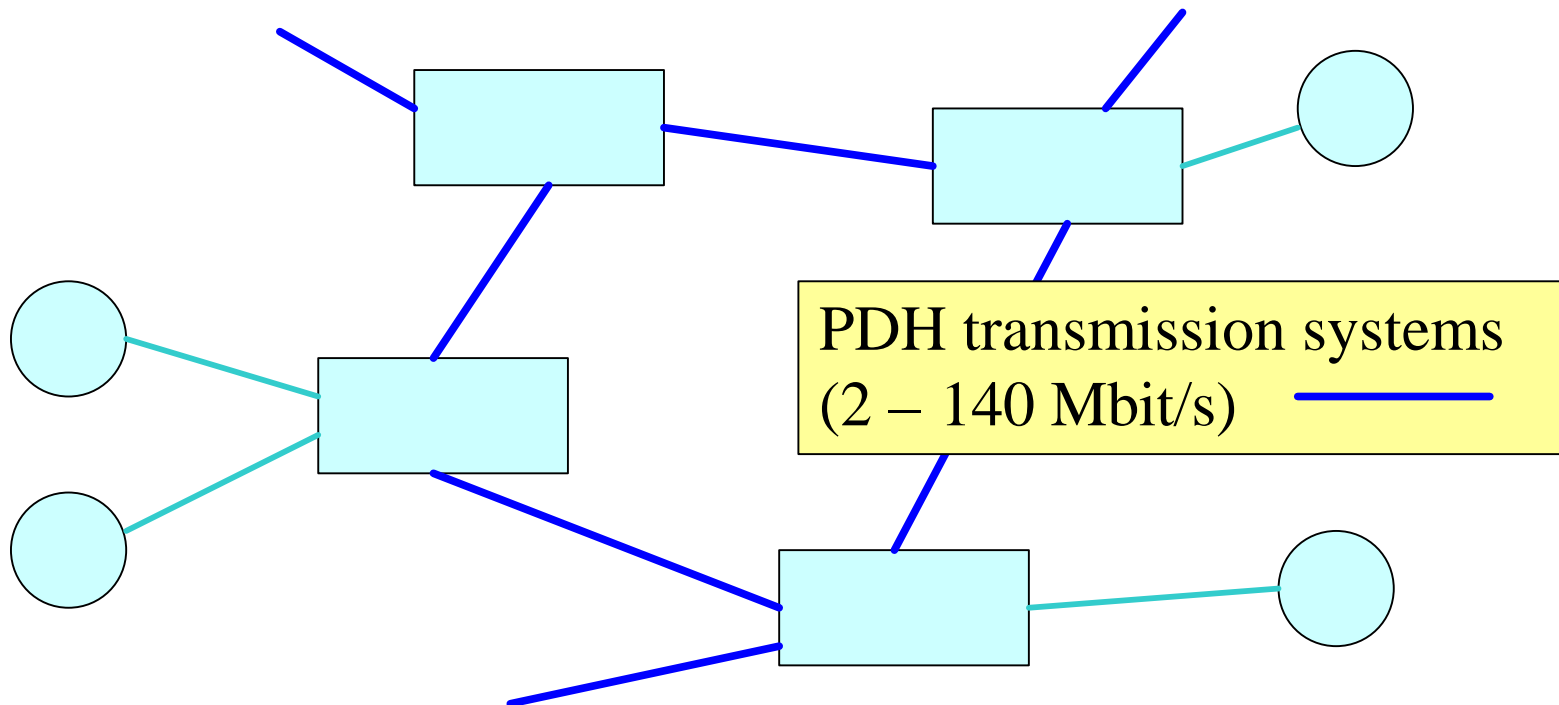 PDH transmission systems
(2 – 140 Mbit/s)